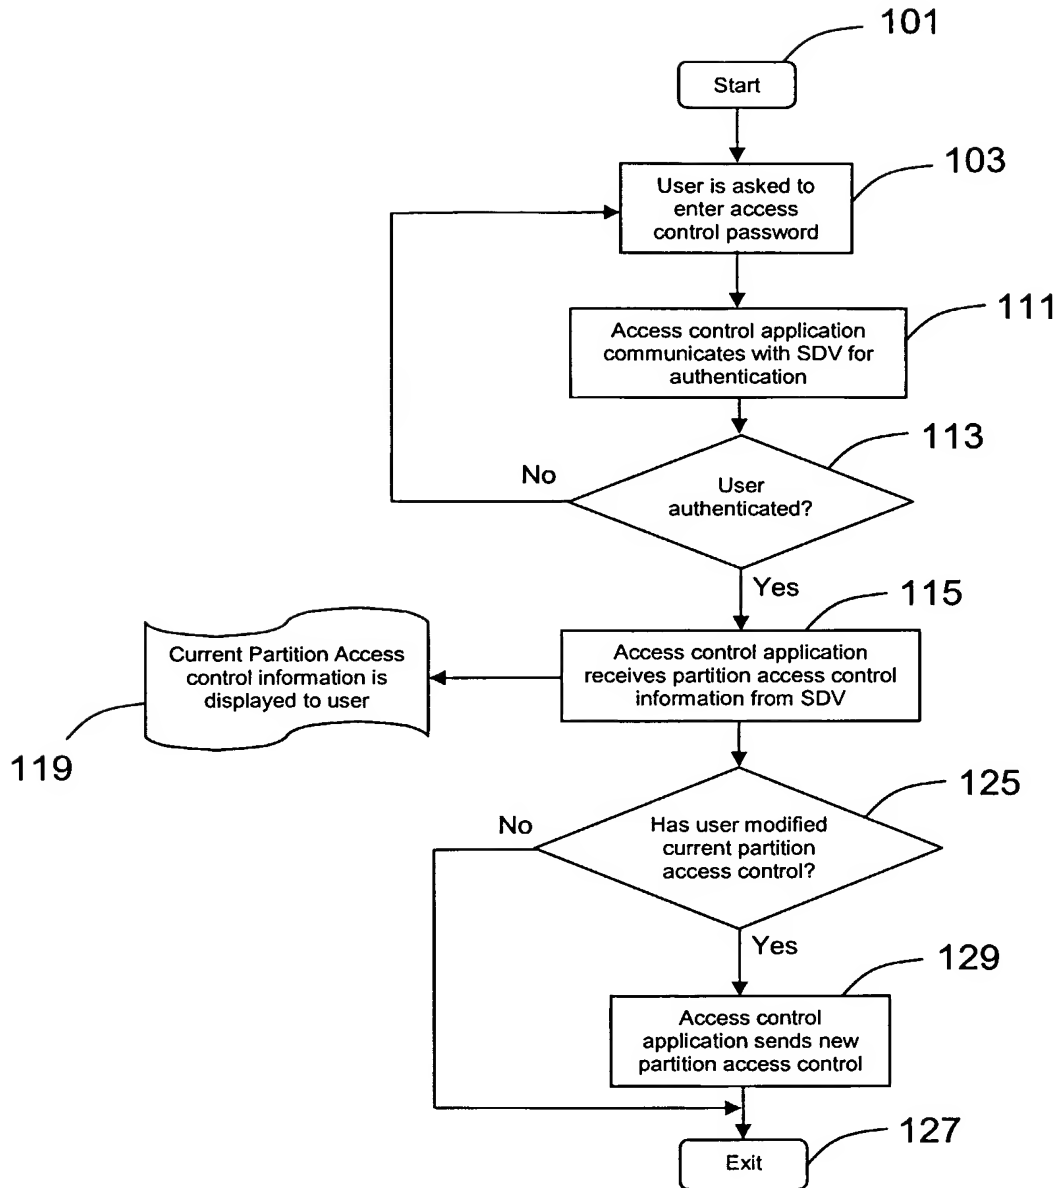 101
Start
103
User is asked to
enter access
control password
111
Access control application
communicates with SDV for
authentication
113
No
User
authenticated?
Yes
115
Current Partition Access
control information is
displayed to user
Access control application
receives partition access control
information from SDV
119
125
No
Has user modified
current partition
access control?
Yes
129
Access control
application sends new
partition access control
127
Exit